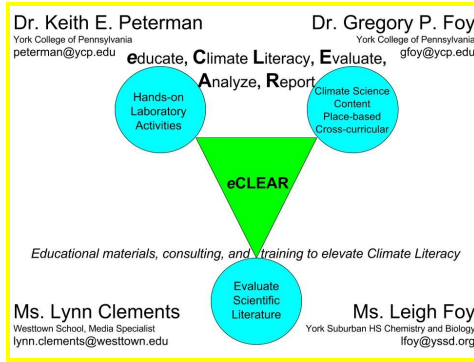 Dr. Keith E. Peterman
York College of Pennsylvania
peterman@ycp.edu
Dr. Gregory P. Foy
York College of Pennsylvania
gfoy@ycp.edu
educate, Climate Literacy, Evaluate,
Analyze, Report
Hands-on
Laboratory
Activities
Climate Science
Content
Place-based
Cross-curricular
eCLEAR
Educational materials, consulting, and training to elevate Climate Literacy
Evaluate
Scientific
Literature
Ms. Lynn Clements
Westtown School, Media Specialist
lynn.clements@westtown.edu
Ms. Leigh Foy
York Suburban HS Chemistry and Biology
lfoy@yssd.org